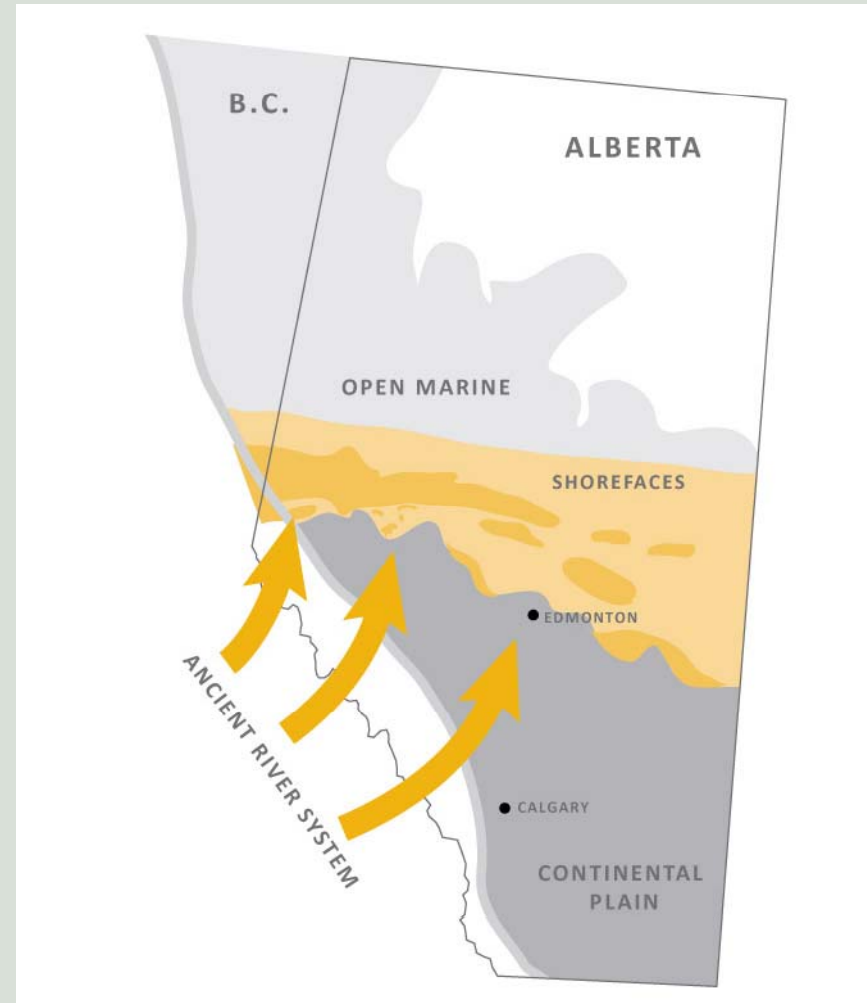 B.C.
ALBERTA
OPEN MARINE
SHOREFACES
EDMONTON
ANCIENT RIVER SYSTEM
CALGARY
CONTINENTAL
PLAIN